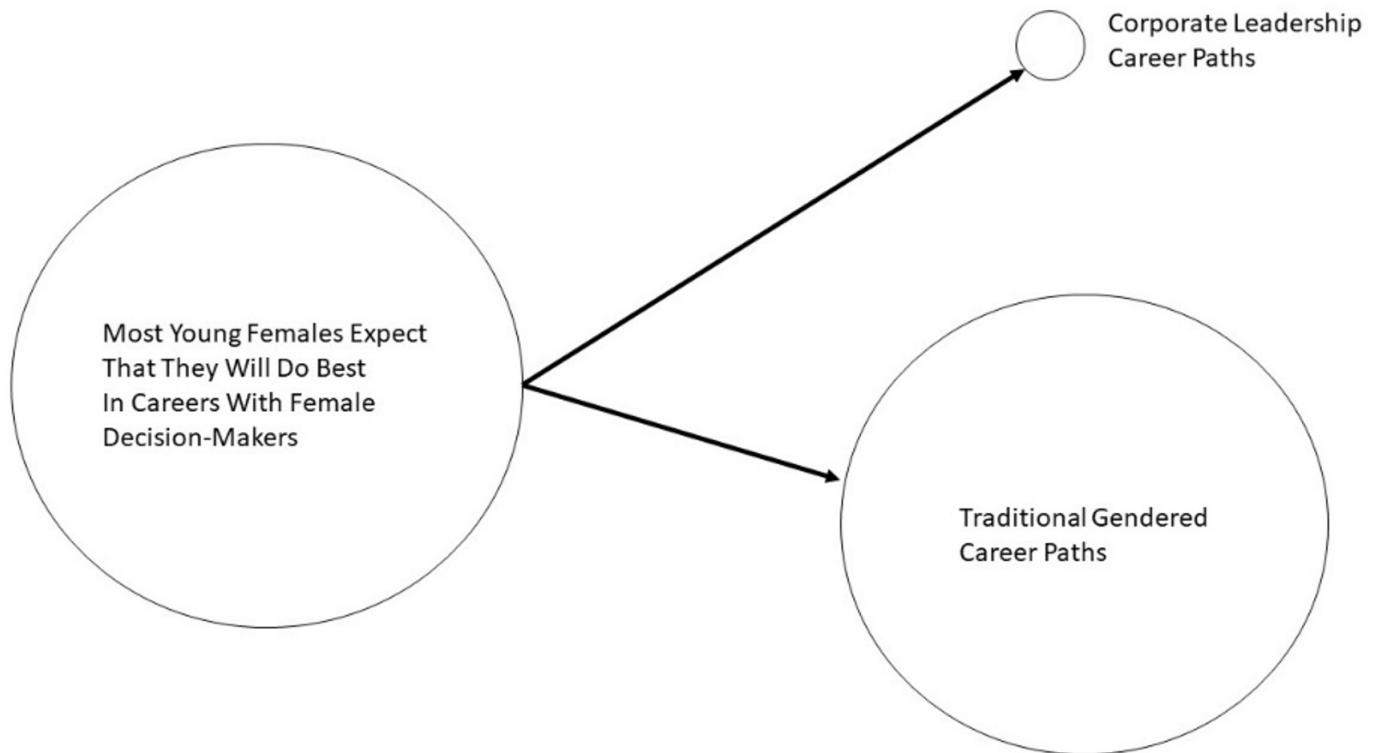 Corporate Leadership
Career Paths
Most Young Females Expect
That They Will Do Best
In Careers With Female
Decision-Makers
Traditional Gendered
Career Paths